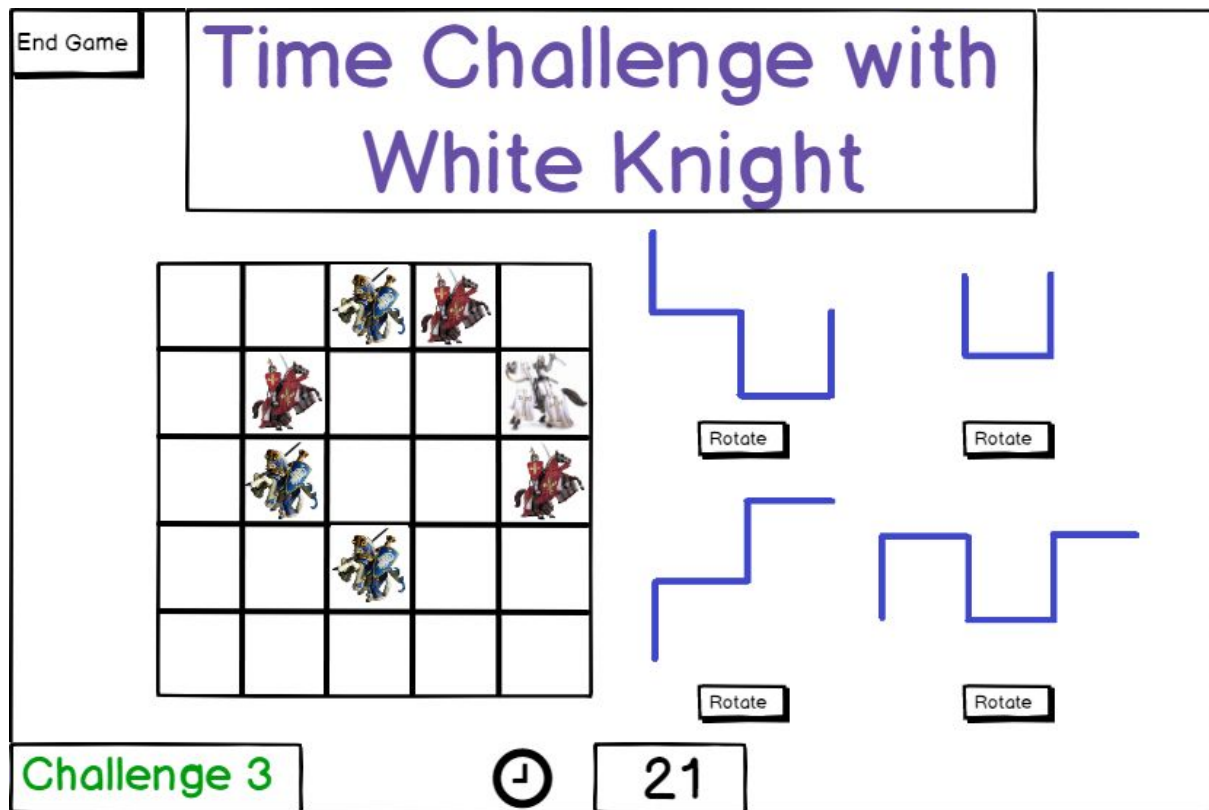 End Game
Time Challenge with
White Knight
Rotate
Rotate
Rotate
Rotate
Challenge 3
21